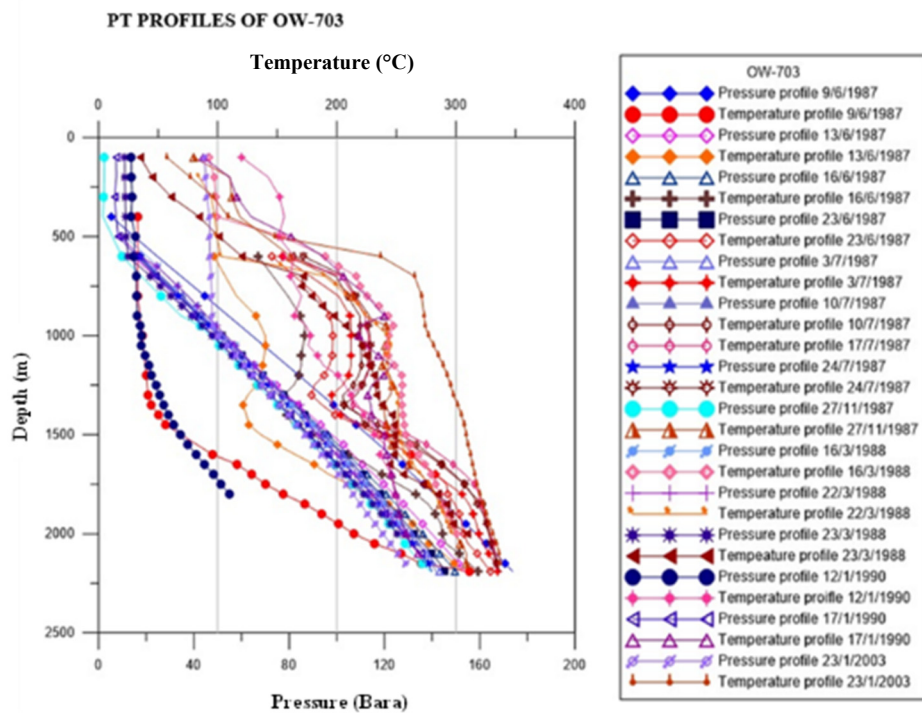 PT PROFILES OF OW-703
Temperature (°C)
0 100 200 300 400
0
500
1000
1500
2000
2500
Depth (m)
0 40 80 120 160 200
Pressure (Bara)
OW-703
Pressure profile 9/6/1987
Temperature profile 9/6/1987
Pressure profile 13/6/1987
Temperature profile 13/6/1987
Pressure profile 16/6/1987
Temperature profile 16/6/1987
Pressure profile 23/6/1987
Temperature profile 23/6/1987
Pressure profile 3/7/1987
Temperature profile 3/7/1987
Pressure profile 10/7/1987
Temperature profile 10/7/1987
Temperature profile 17/7/1987
Pressure profile 24/7/1987
Temperature profile 24/7/1987
Pressure profile 27/11/1987
Temperature profile 27/11/1987
Pressure profile 16/3/1988
Temperature profile 16/3/1988
Pressure profile 22/3/1988
Temperature profile 22/3/1988
Pressure profile 23/3/1988
Tempeature profile 23/3/1988
Pressure profile 12/1/1990
Temperature proifle 12/1/1990
Pressure profile 17/1/1990
Temperature profile 17/1/1990
Pressure profile 23/1/2003
Temperature profile 23/1/2003